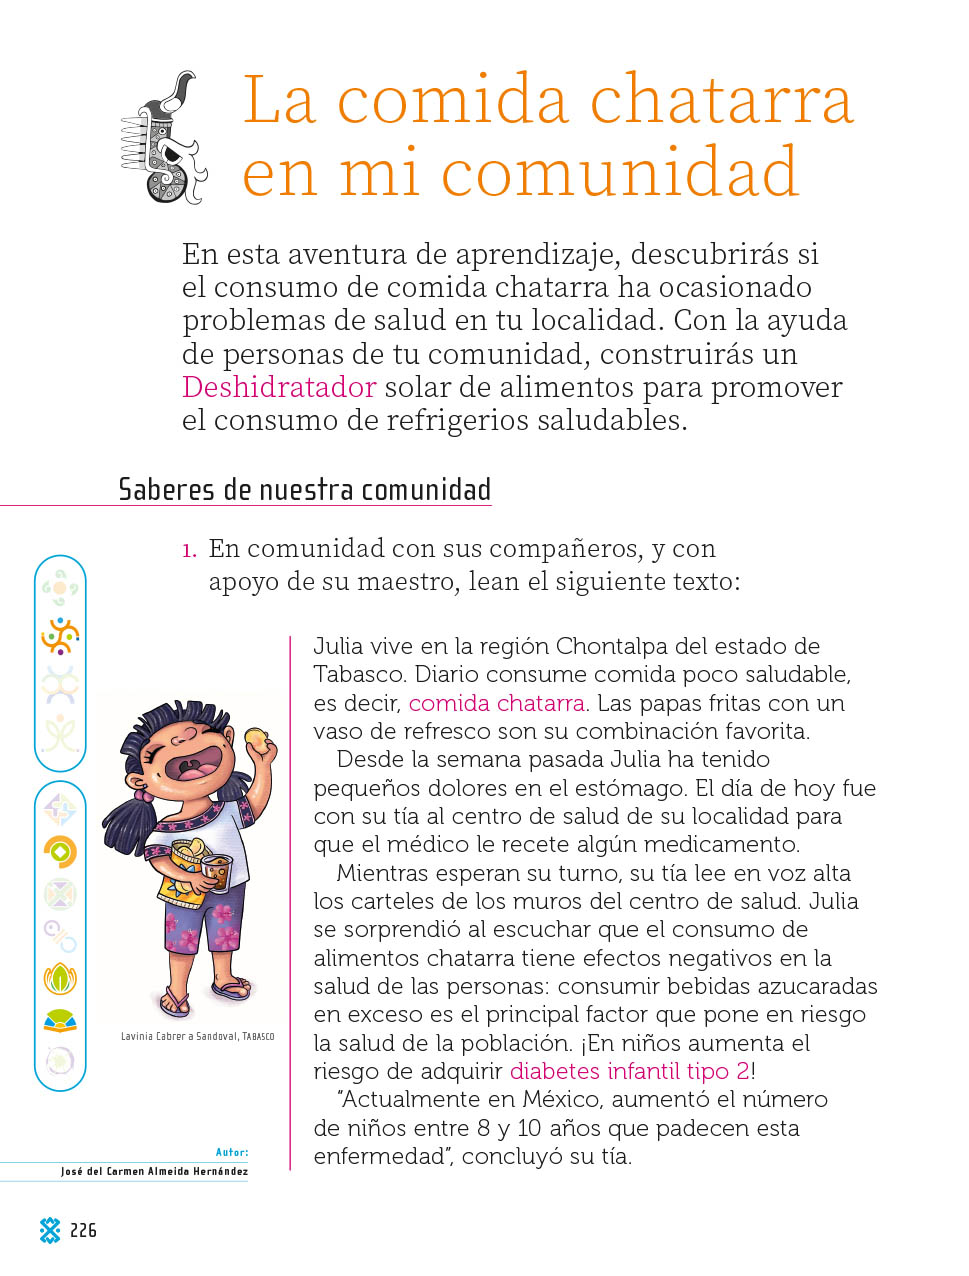 La comida chatarra
en mi comunidad
En esta aventura de aprendizaje, descubrirás si
el consumo de comida chatarra ha ocasionado
problemas de salud en tu localidad. Con la ayuda
de personas de tu comunidad, construirás un
Deshidratador solar de alimentos para promover
el consumo de refrigerios saludables.
Saberes de nuestra comunidad
1. En comunidad con sus compañeros, y con
apoyo de su maestro, lean el siguiente texto:
Julia vive en la región Chontalpa del estado de
Tabasco. Diario consume comida poco saludable,
es decir, comida chatarra. Las papas fritas con un
vaso de refresco son su combinación favorita.
Desde la semana pasada Julia ha tenido
pequeños dolores en el estómago. El día de hoy fue
con su tía al centro de salud de su localidad para
que el médico le recete algún medicamento.
Mientras esperan su turno, su tía lee en voz alta
los carteles de los muros del centro de salud. Julia
se sorprendió al escuchar que el consumo de
alimentos chatarra tiene efectos negativos en la
salud de las personas: consumir bebidas azucaradas
en exceso es el principal factor que pone en riesgo
la salud de la población. ¡En niños aumenta el
riesgo de adquirir diabetes infantil tipo 2!
“Actualmente en México, aumentó el número
de niños entre 8 y 10 años que padecen esta
enfermedad”, concluyó su tía.
Lavinia Cabrer a Sandoval, TABASCO
Autor:
José del Carmen Almeida Hernández
226